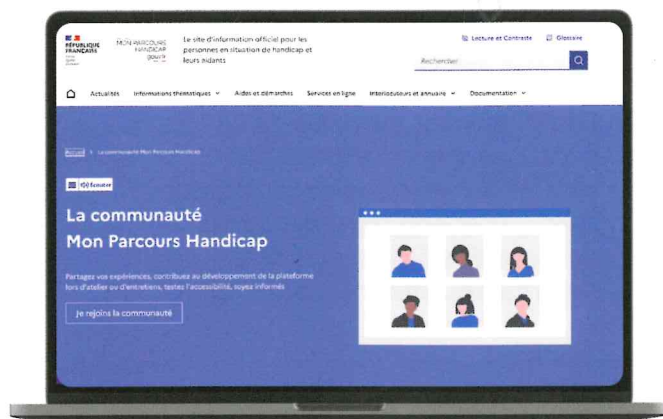 RÉPUBLIQUE
FRANÇAISE
MON PARCOURS
HANDICAP
gouv.fr
Le site d'information officiel pour les
personnes en situation de handicap et
leurs aidants
Lecture et Contraste
Glossaire
Rechercher
Actualités
Informations thématiques
Aides et démarches
Services en ligne
Interlocuteurs et annuaire
Documentation
Accueil > La communauté Mon Parcours Handicap
Écouter
La communauté
Mon Parcours Handicap
Partagez vos expériences, contribuez au développement de la plateforme
lors d'atelier ou d'entretiens, testez l'accessibilité, soyez informés
Je rejoins la communauté